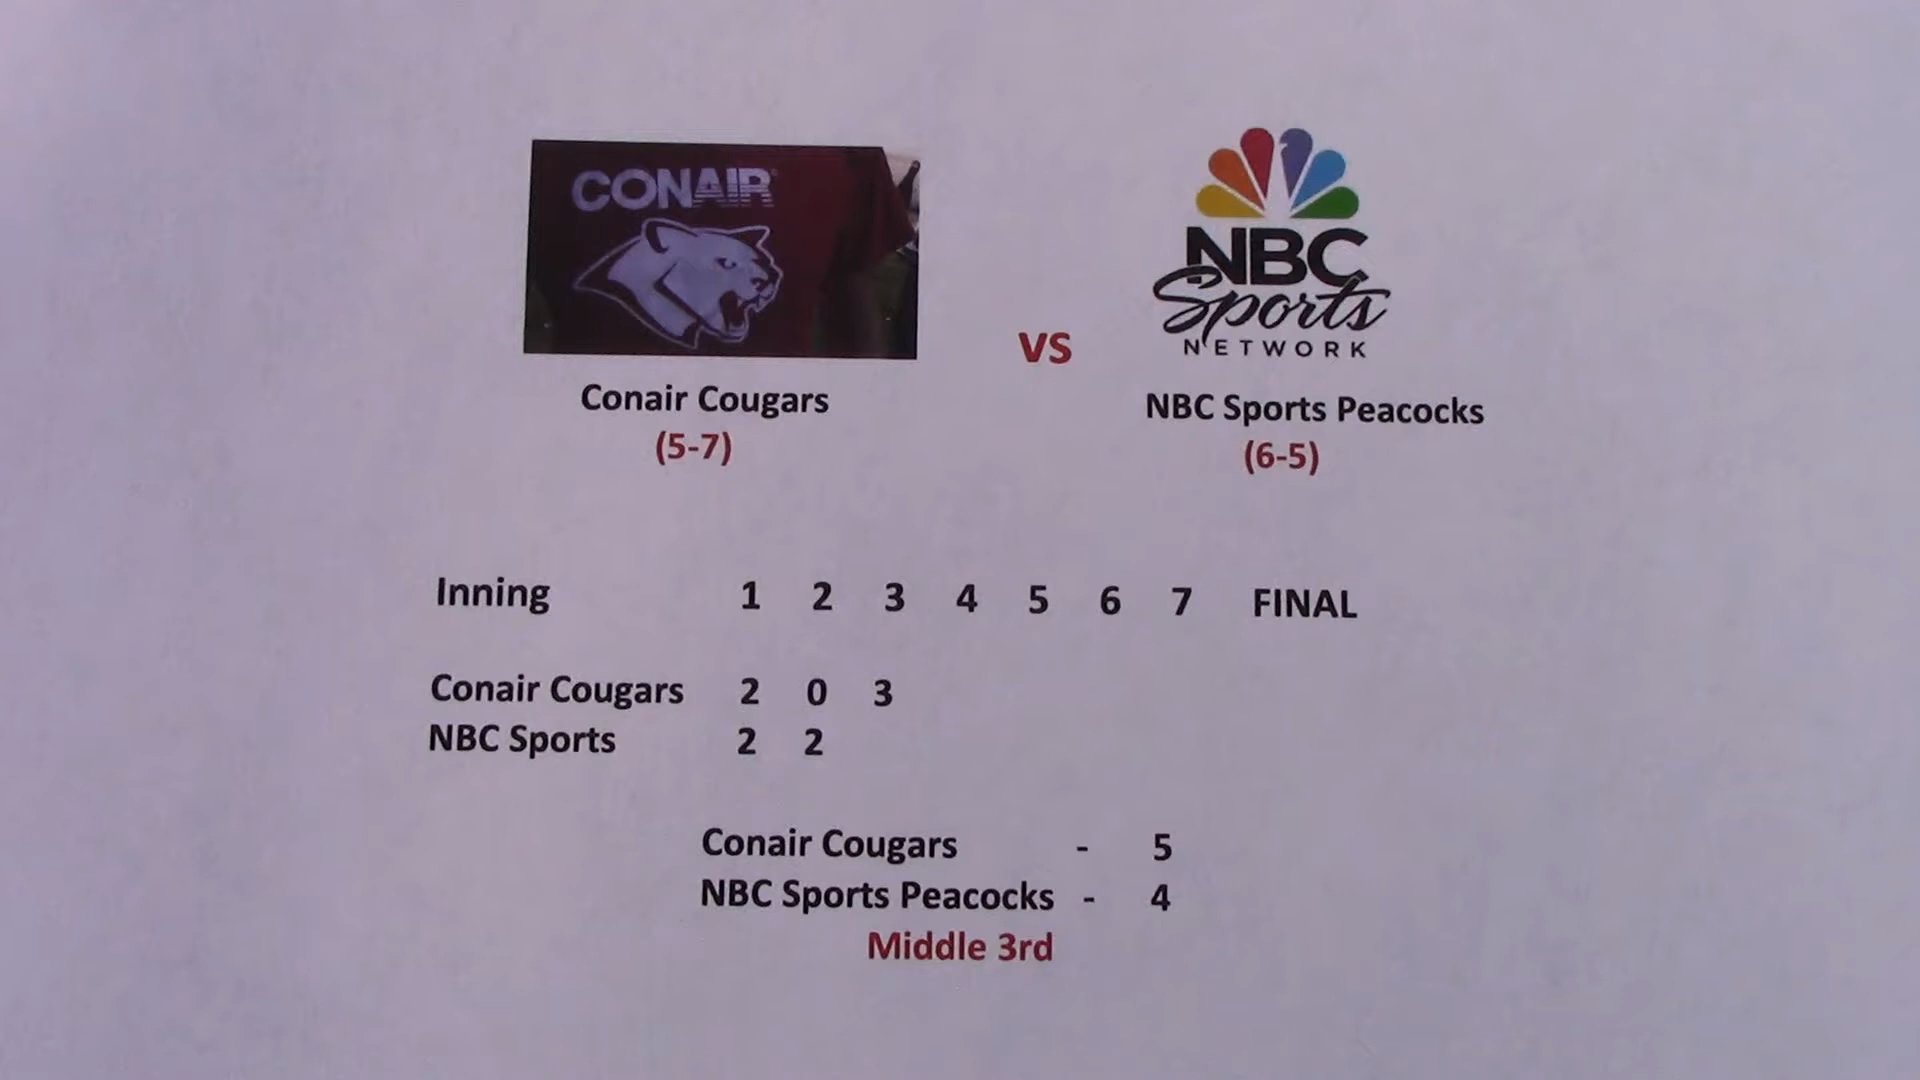 CONAIR
NBC
Sports
NETWORK
VS
Conair Cougars
NBC Sports Peacocks
(5-7)
(6-5)
Inning 1 2 3 4 5 6 7 FINAL
Conair Cougars 2 0 3
NBC Sports 2 2
Conair Cougars - 5
NBC Sports Peacocks - 4
Middle 3rd